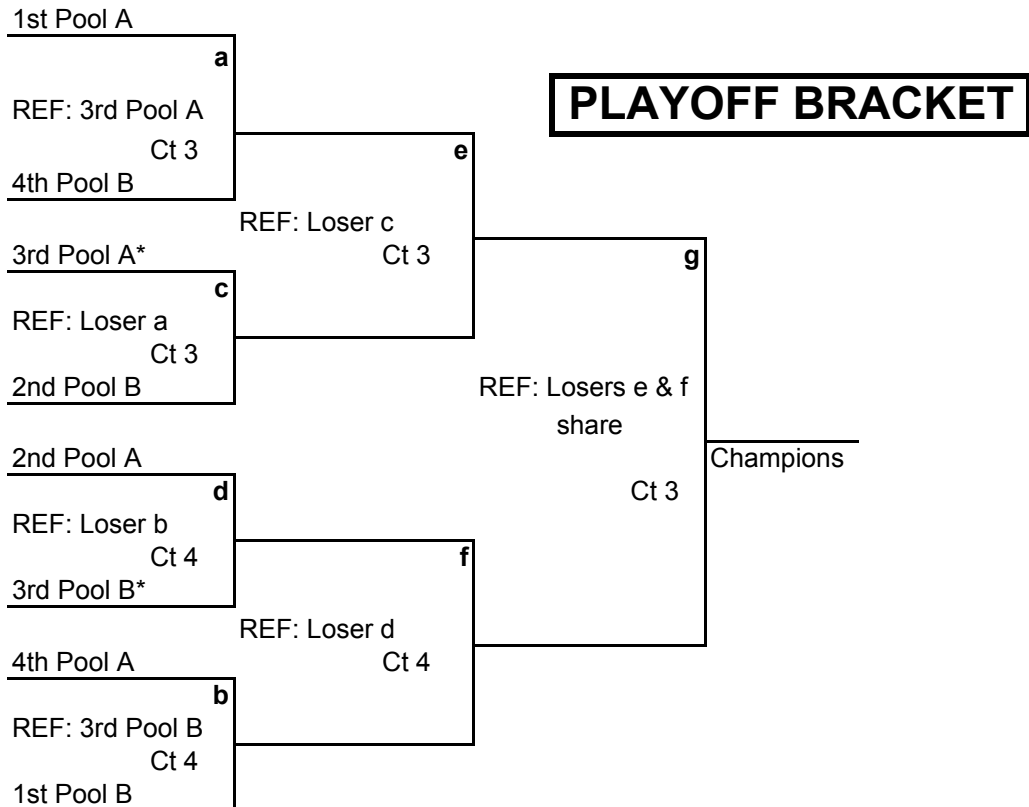 1st Pool A
a
PLAYOFF BRACKET
REF: 3rd Pool A
Ct 3
e
4th Pool B
REF: Loser c
3rd Pool A*
Ct 3
g
c
REF: Loser a
Ct 3
2nd Pool B
REF: Losers e & f
share
2nd Pool A
Champions
d
Ct 3
REF: Loser b
Ct 4
f
3rd Pool B*
REF: Loser d
4th Pool A
Ct 4
b
REF: 3rd Pool B
Ct 4
1st Pool B